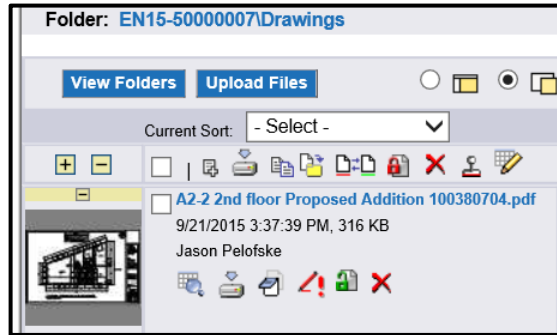 Folder: EN15-50000007\Drawings
View Folders Upload Files
Current Sort: - Select -
A2-2 2nd floor Proposed Addition 100380704.pdf
9/21/2015 3:37:39 PM, 316 KB
Jason Pelofske